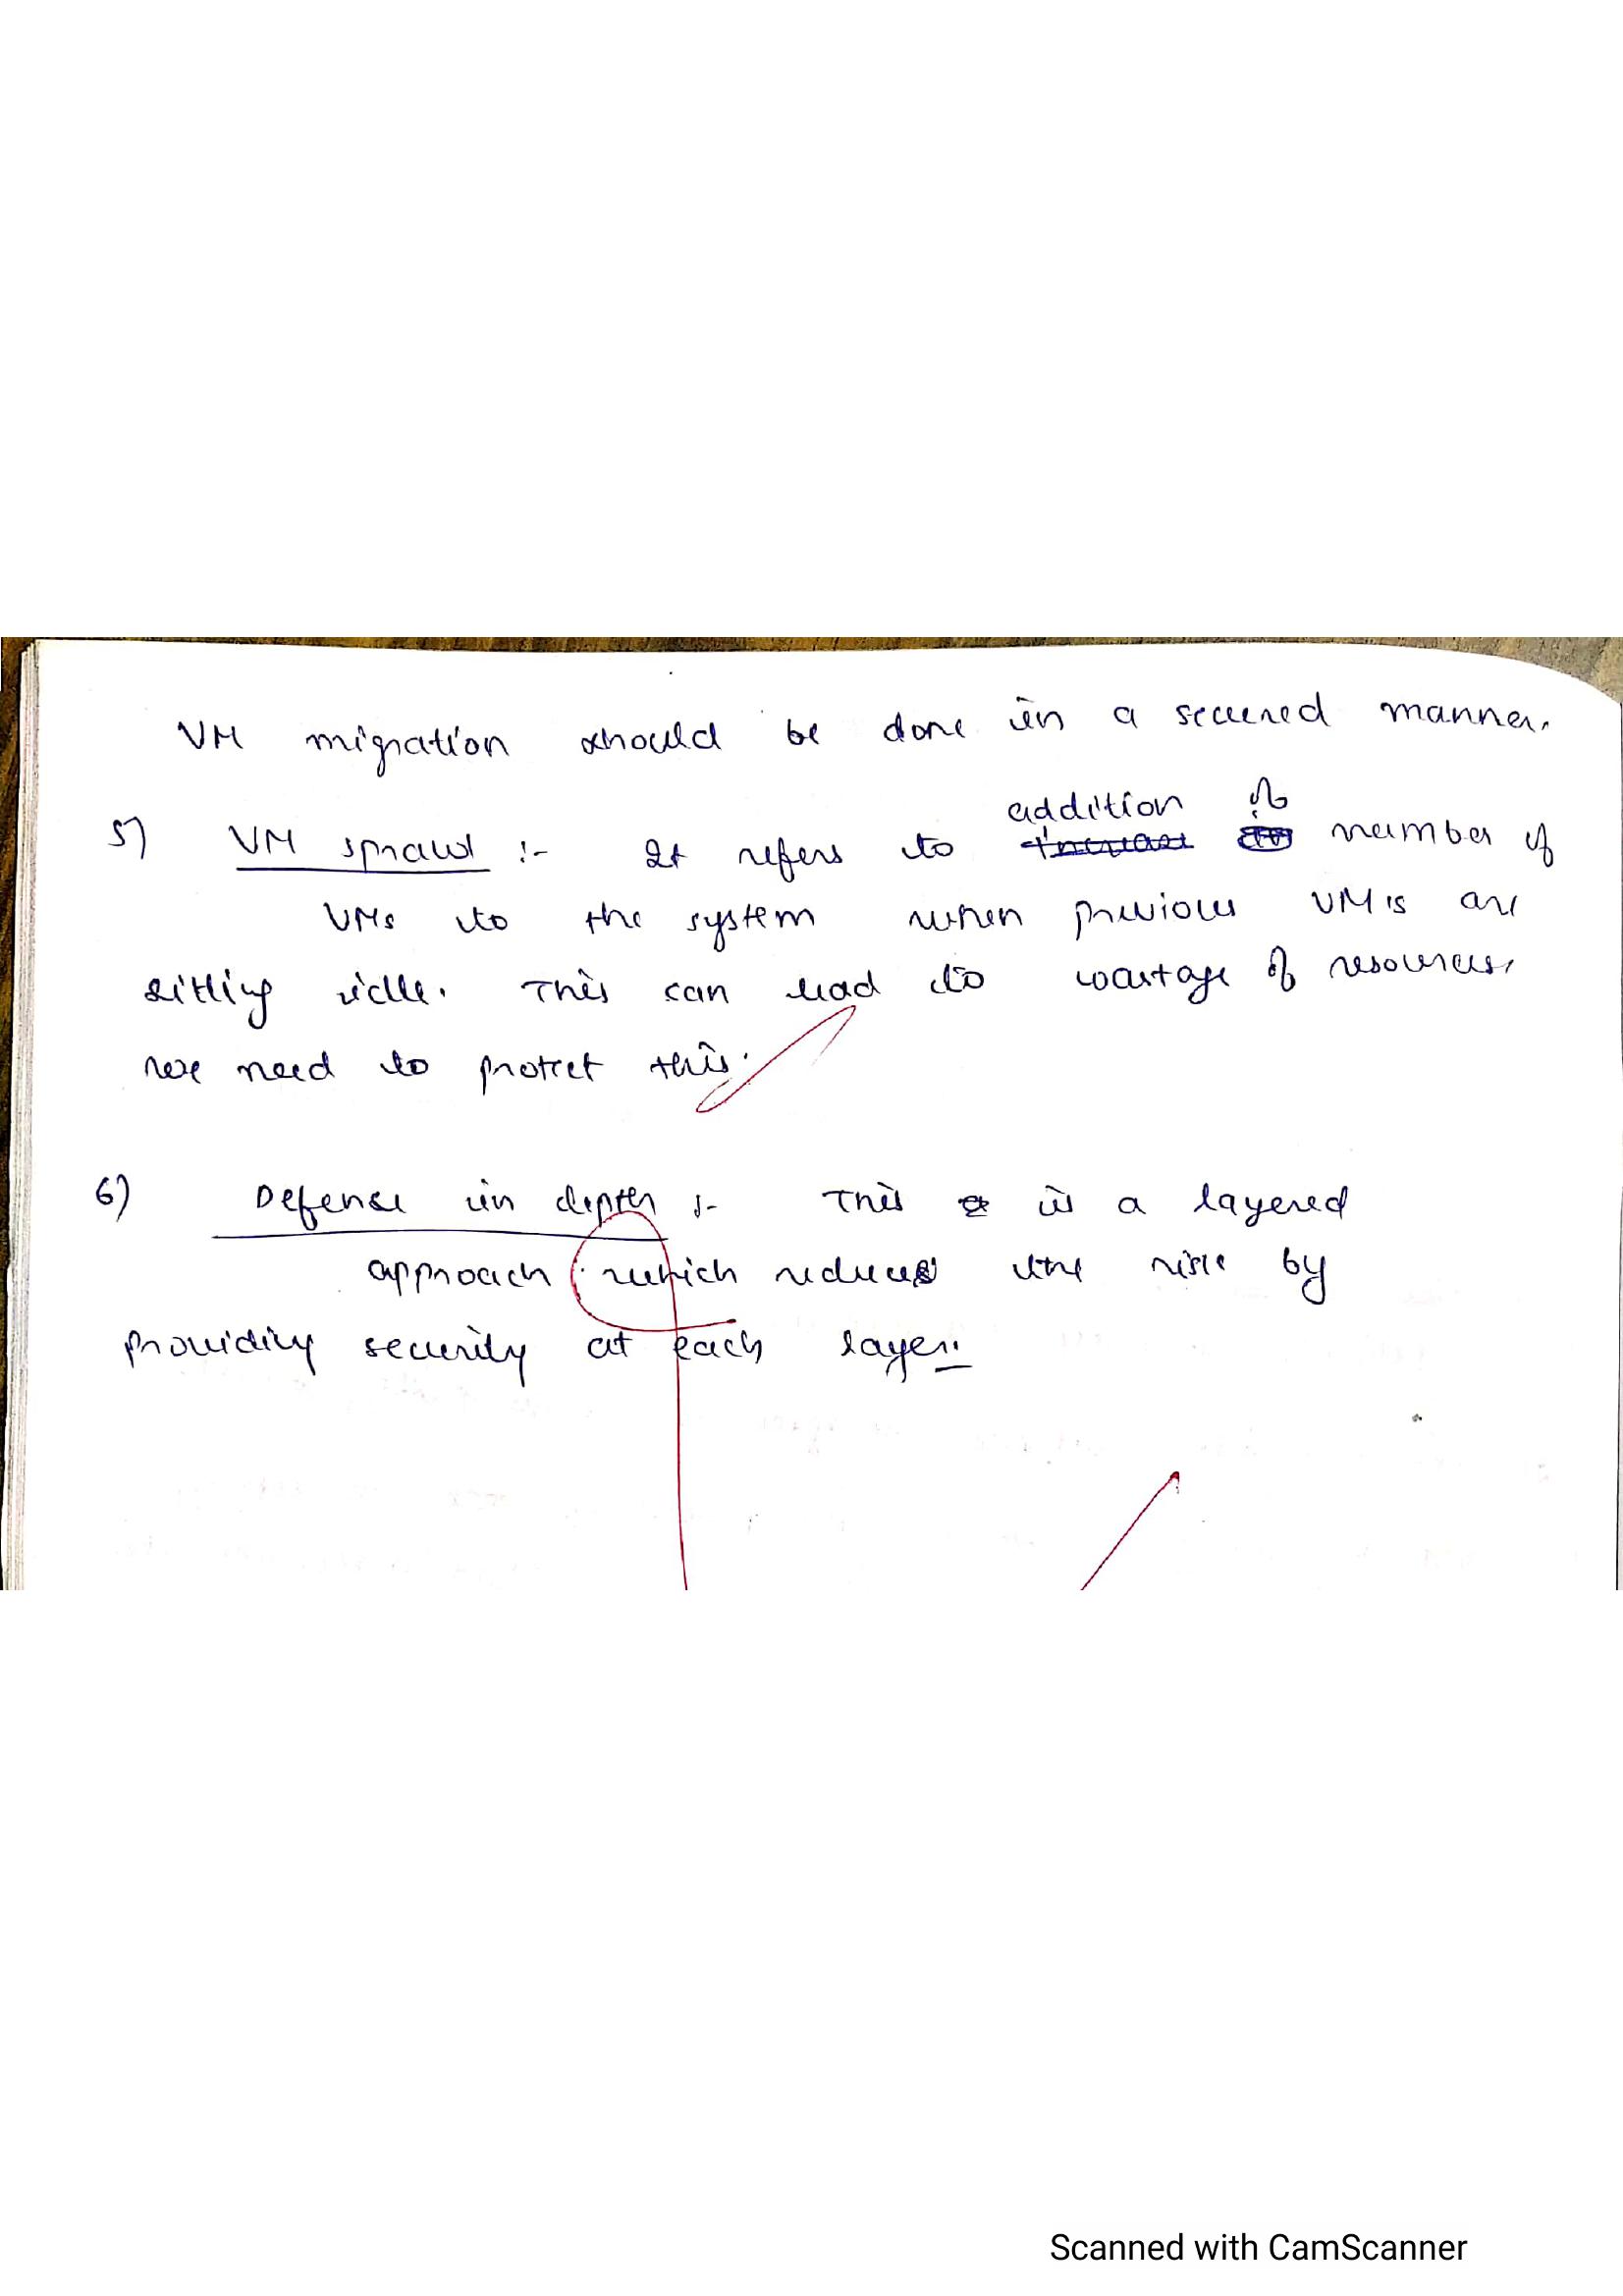 VM migration should be done in a secured manner.
addition of
5) VM sprawl :- It refers to increase number of
VMs to the system when previous VM's are
sitting idle. This can lead to wastage of resources.
we need to protect this.
6) Defense in depth :- This is a layered
approach which reduces the risk by
providing security at each layer.
Scanned with CamScanner